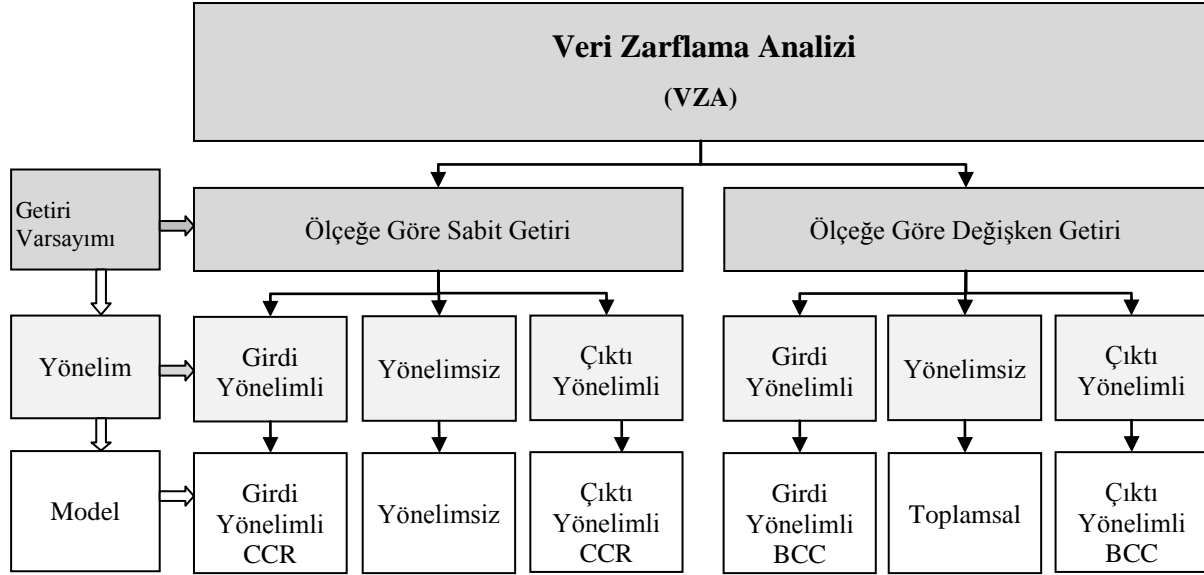 Veri Zarflama Analizi
(VZA)
Getiri
Varsayımı
Ölçeğe Göre Sabit Getiri
Ölçeğe Göre Değişken Getiri
Yönelim
Girdi
Yönelimli
Yönelimsiz
Çıktı
Yönelimli
Girdi
Yönelimli
Yönelimsiz
Çıktı
Yönelimli
Model
Girdi
Yönelimli
CCR
Yönelimsiz
Çıktı
Yönelimli
CCR
Girdi
Yönelimli
BCC
Toplamsal
Çıktı
Yönelimli
BCC